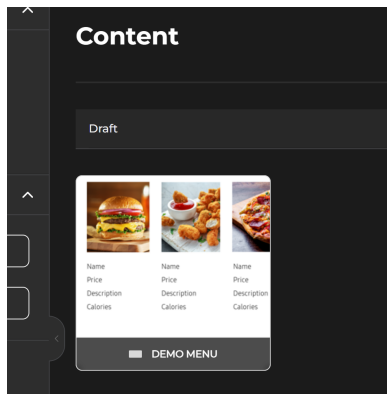 Content
Draft
Name Name Name
Price Price Price
Description Description Description
Calories Calories Calories
DEMO MENU